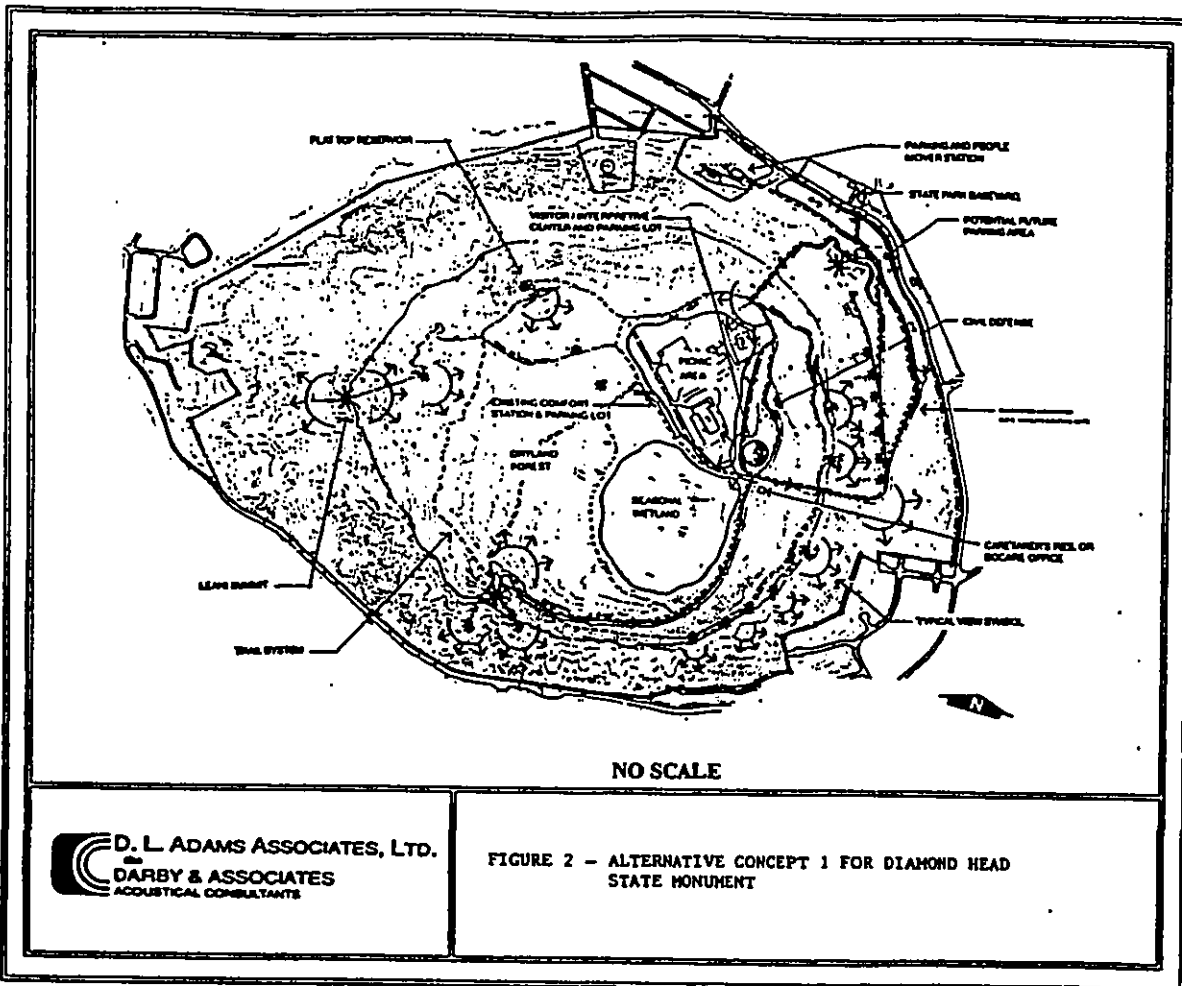 FLAT TOP RESERVOIR
PARKING AND PEOPLE
MOVER STATION
STATE PARK BASEYARD
VISITOR / INTERPRETIVE
CENTER AND PARKING LOT
POTENTIAL FUTURE
PARKING AREA
CIVIL DEFENSE
PICNIC
AREA
EXISTING COMFORT
STATION & PARKING LOT
DRYLAND
FOREST
SEASONAL
WETLAND
CARETAKER'S RES. OR
DOCARE OFFICE
LEAHI SUMMIT
TYPICAL VIEW SYMBOL
TRAIL SYSTEM
N
NO SCALE
D. L. ADAMS ASSOCIATES, LTD.
dba
DARBY & ASSOCIATES
ACOUSTICAL CONSULTANTS
FIGURE 2 - ALTERNATIVE CONCEPT 1 FOR DIAMOND HEAD
STATE MONUMENT